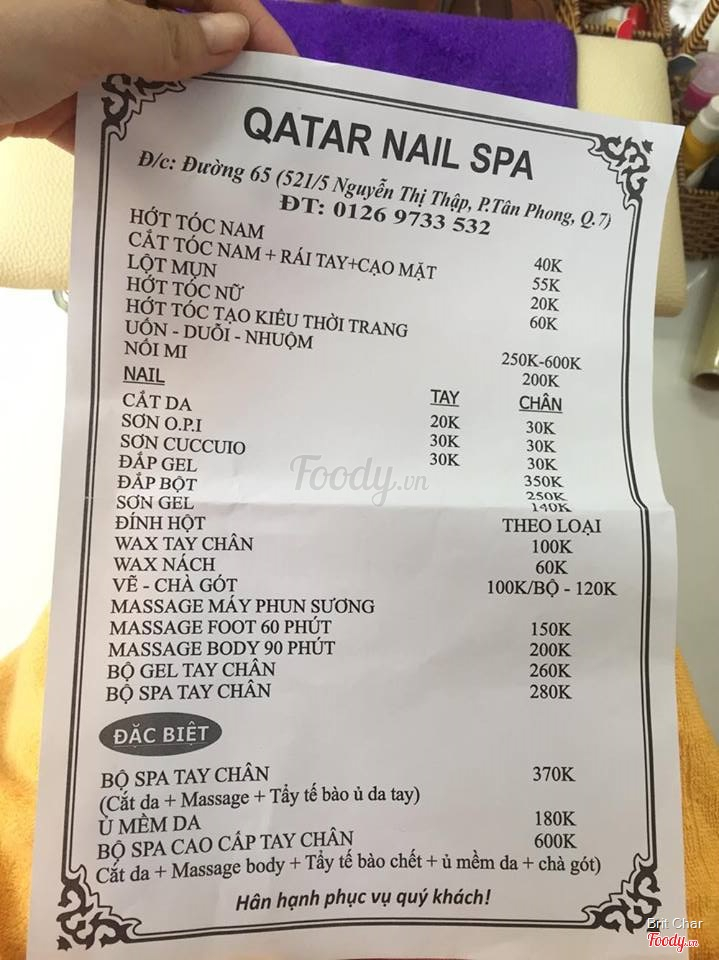 QATAR NAIL SPA
Đ/c: Đường 65 (521/5 Nguyễn Thị Thập, P.Tân Phong, Q.7)
ĐT: 0126 9733 532
HỚT TÓC NAM 40K
CẮT TÓC NAM + RÁI TAY+CẠO MẶT 55K
LỘT MỤN 20K
HỚT TÓC NỮ 60K
HỚT TÓC TẠO KIỂU THỜI TRANG
UỐN - DUỖI - NHUỘM 250K-600K
NỐI MI 200K
NAIL TAY CHÂN
CẮT DA 20K 30K
SƠN O.P.I 30K 30K
SƠN CUCCUIO 30K 30K
ĐẮP GEL 350K
ĐẮP BỘT 250K
SƠN GEL 140K
ĐÍNH HỘT THEO LOẠI
WAX TAY CHÂN 100K
WAX NÁCH 60K
VẼ - CHÀ GÓT 100K/BỘ - 120K
MASSAGE MÁY PHUN SƯƠNG
MASSAGE FOOT 60 PHÚT 150K
MASSAGE BODY 90 PHÚT 200K
BỘ GEL TAY CHÂN 260K
BỘ SPA TAY CHÂN 280K
ĐẶC BIỆT
BỘ SPA TAY CHÂN 370K
(Cắt da + Massage + Tẩy tế bào ủ da tay)
Ủ MỀM DA 180K
BỘ SPA CAO CẤP TAY CHÂN 600K
Cắt da + Massage body + Tẩy tế bào chết + ủ mềm da + chà gót)
Hân hạnh phục vụ quý khách!
Foody.vn
Brit Char
Foody.vn